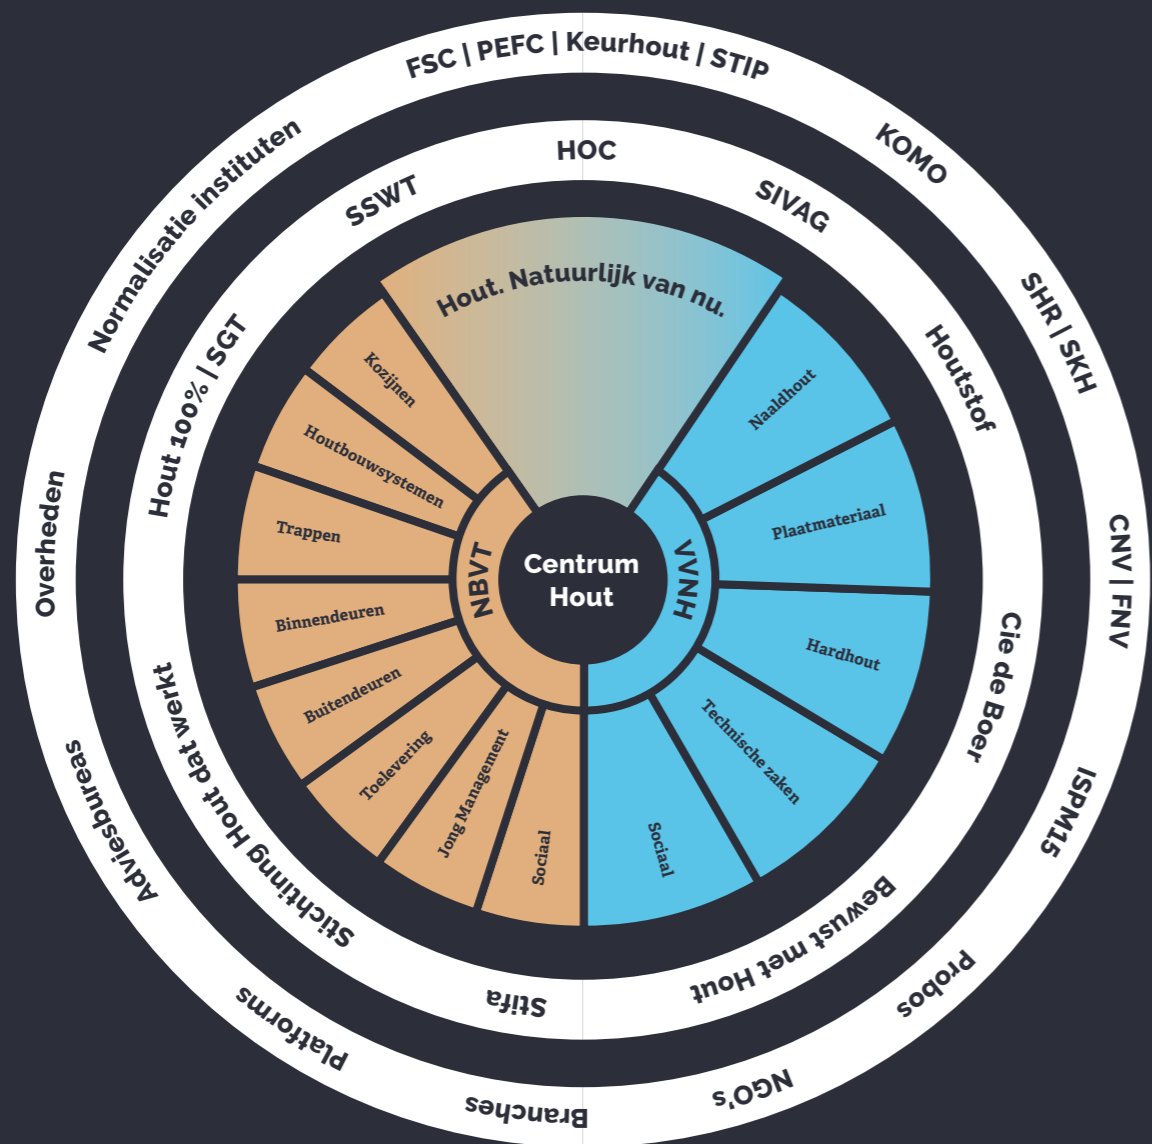 FSC | PEFC | Keurhout | STIP
KOMO
SHR | SKH
CNV | FNV
ISPM15
Probos
NGO's
Branches
Platforms
Adviesbureas
Overheden
Normalisatie instituten
HOC
SIVAG
Houtstof
Cie de Boer
Bewust met Hout
Stifa
Stichtinng Hout dat werkt
Hout 100% | SGT
SSWT
Hout. Natuurlijk van nu.
Naaldhout
Plaatmateriaal
Hardhout
Technische zaken
Sociaal
Sociaal
Jong Management
Toelevering
Buitendeuren
Binnendeuren
Trappen
Houtbouwsystemen
Kozijnen
NBVT
VVNH
Centrum
Hout